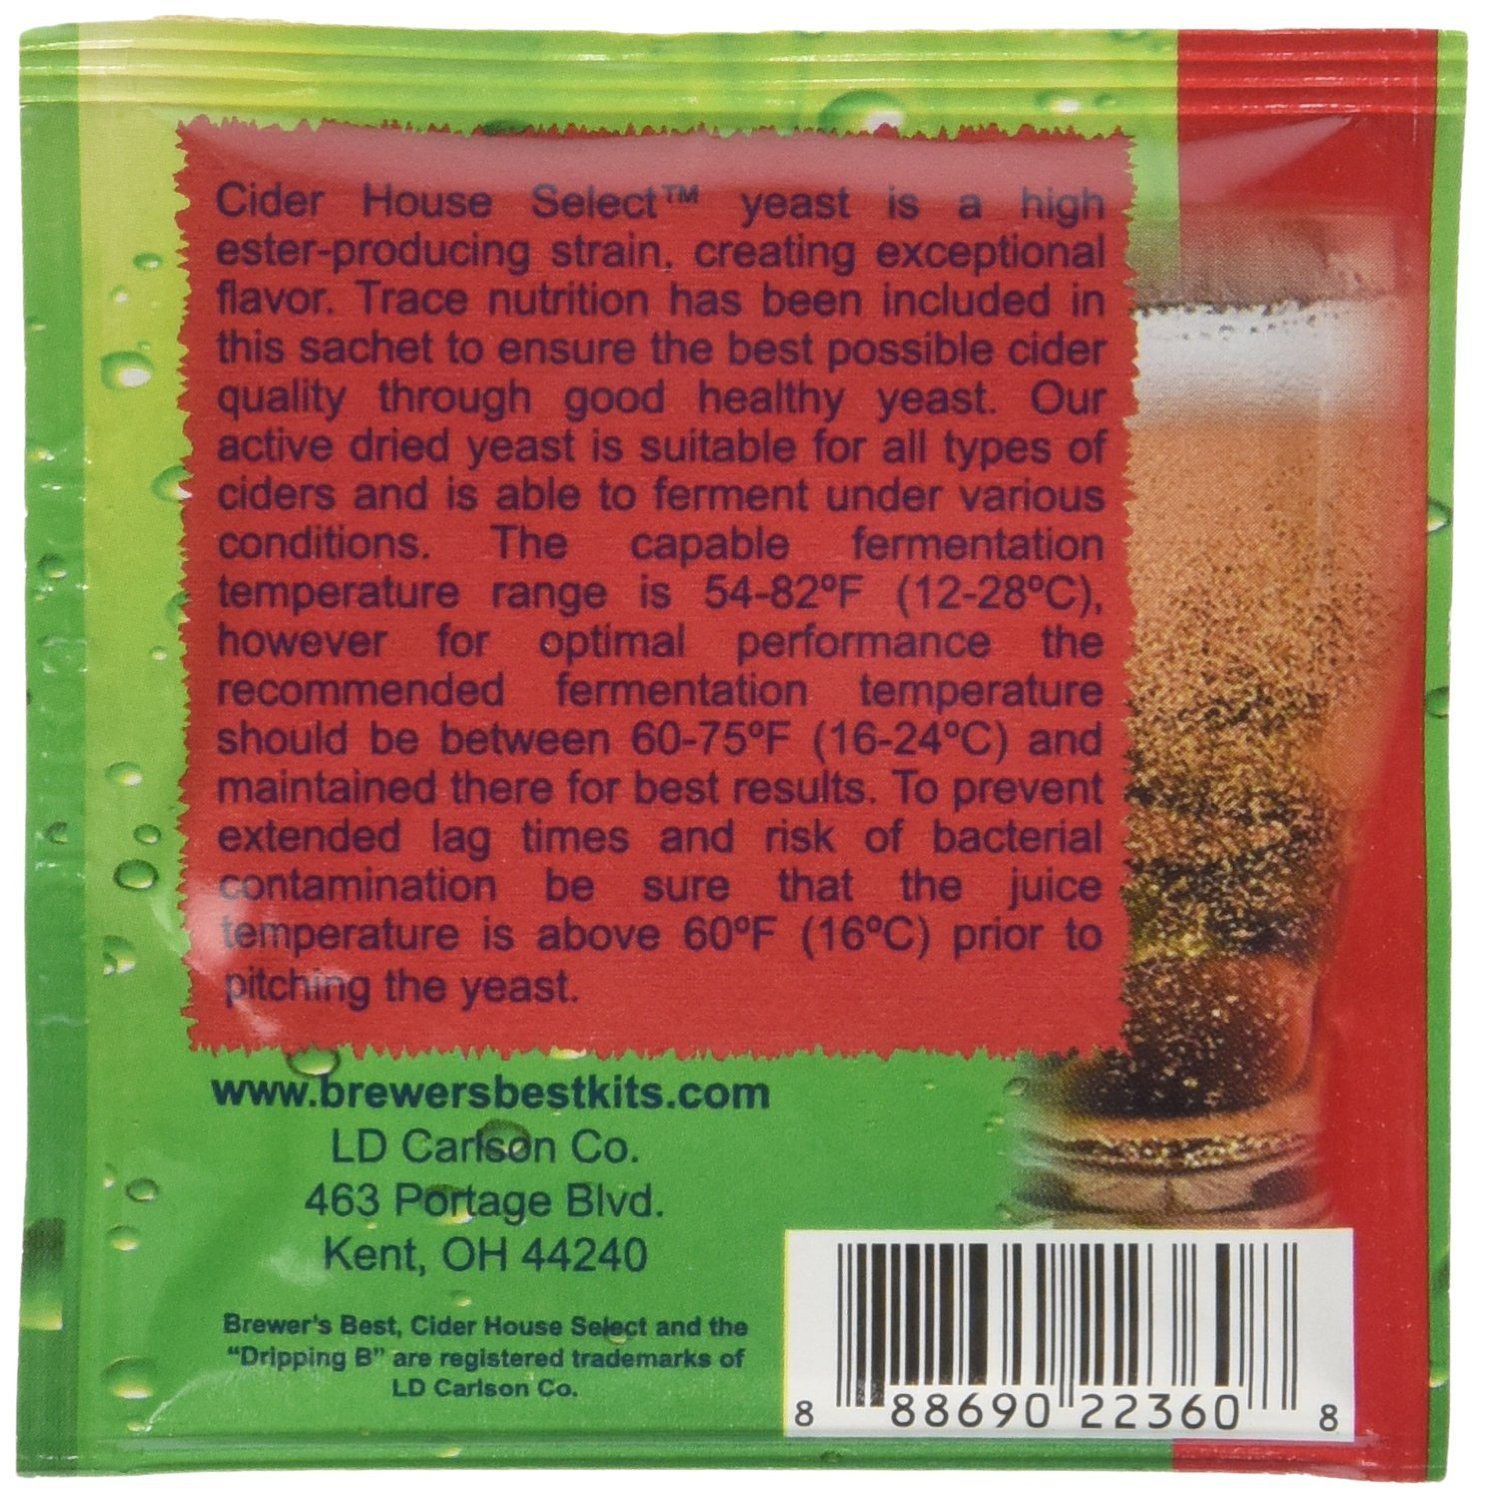 Cider House Select™ yeast is a high
ester-producing strain, creating exceptional
flavor. Trace nutrition has been included in
this sachet to ensure the best possible cider
quality through good healthy yeast. Our
active dried yeast is suitable for all types of
ciders and is able to ferment under various
conditions. The capable fermentation
temperature range is 54-82ºF (12-28ºC),
however for optimal performance the
recommended fermentation temperature
should be between 60-75ºF (16-24ºC) and
maintained there for best results. To prevent
extended lag times and risk of bacterial
contamination be sure that the juice
temperature is above 60ºF (16ºC) prior to
pitching the yeast.
www.brewersbestkits.com
LD Carlson Co.
463 Portage Blvd.
Kent, OH 44240
Brewer's Best, Cider House Select and the
"Dripping B" are registered trademarks of
LD Carlson Co.
8 88690 22360 8